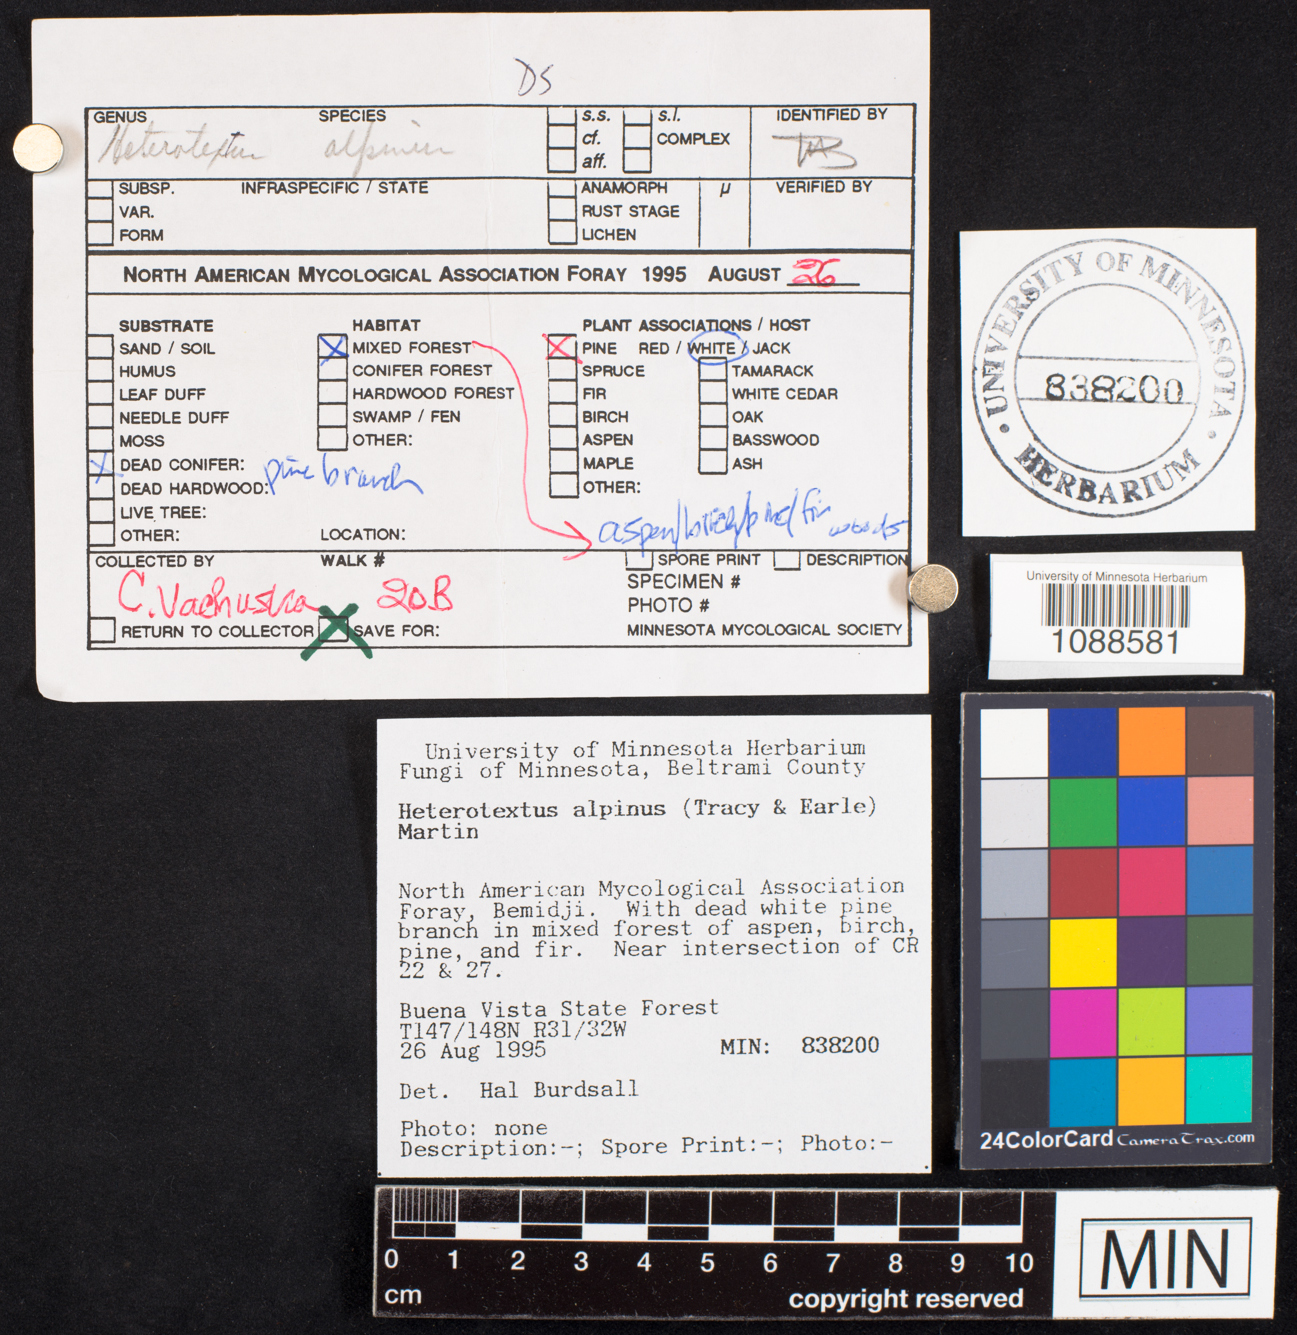 DS
GENUS SPECIES
Heterotextus alpinus
s.s. s.l.
cf. COMPLEX
aff.
IDENTIFIED BY
SUBSP. INFRASPECIFIC / STATE
VAR.
FORM
ANAMORPH µ
RUST STAGE
LICHEN
VERIFIED BY
NORTH AMERICAN MYCOLOGICAL ASSOCIATION FORAY 1995 AUGUST 26
SUBSTRATE
SAND / SOIL
HUMUS
LEAF DUFF
NEEDLE DUFF
MOSS
DEAD CONIFER: pine branch
DEAD HARDWOOD:
LIVE TREE:
OTHER:
HABITAT
MIXED FOREST
CONIFER FOREST
HARDWOOD FOREST
SWAMP / FEN
OTHER:
LOCATION:
PLANT ASSOCIATIONS / HOST
PINE RED / WHITE / JACK
SPRUCE TAMARACK
FIR WHITE CEDAR
BIRCH OAK
ASPEN BASSWOOD
MAPLE ASH
OTHER:
aspen/birch/pine/fir woods
COLLECTED BY WALK #
C. Vachustra 20B
RETURN TO COLLECTOR SAVE FOR:
SPORE PRINT DESCRIPTION
SPECIMEN #
PHOTO #
MINNESOTA MYCOLOGICAL SOCIETY
UNIVERSITY OF MINNESOTA
838200
HERBARIUM
University of Minnesota Herbarium
1088581
University of Minnesota Herbarium
Fungi of Minnesota, Beltrami County
Heterotextus alpinus (Tracy & Earle)
Martin
North American Mycological Association
Foray, Bemidji. With dead white pine
branch in mixed forest of aspen, birch,
pine, and fir. Near intersection of CR
22 & 27.
Buena Vista State Forest
T147/148N R31/32W
26 Aug 1995 MIN: 838200
Det. Hal Burdsall
Photo: none
Description:-; Spore Print:-; Photo:-
24ColorCard CameraTrax.com
0 1 2 3 4 5 6 7 8 9 10
cm copyright reserved
MIN